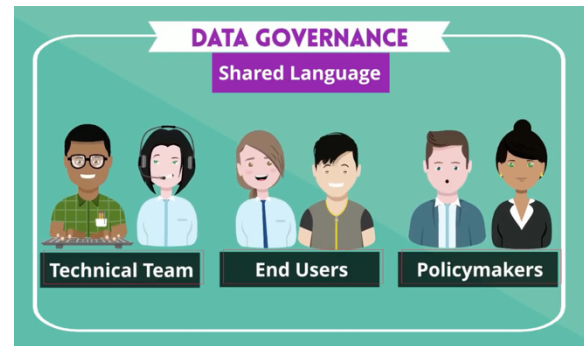 DATA GOVERNANCE
Shared Language
Technical Team
End Users
Policymakers